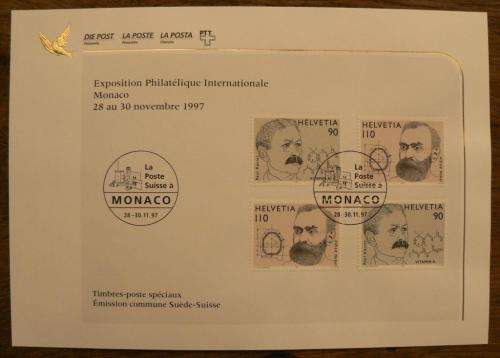 DIE POST LA POSTE LA POSTA PTT
Exposition Philatélique Internationale
Monaco
28 au 30 novembre 1997
HELVETIA
90
HELVETIA
110
La
Poste
Suisse à
MONACO
28-30.11.97
La
Poste
Suisse à
MONACO
28-30.11.97
HELVETIA
110
HELVETIA
90
VITAMIN A
Timbres-poste spéciaux
Émission commune Suède-Suisse